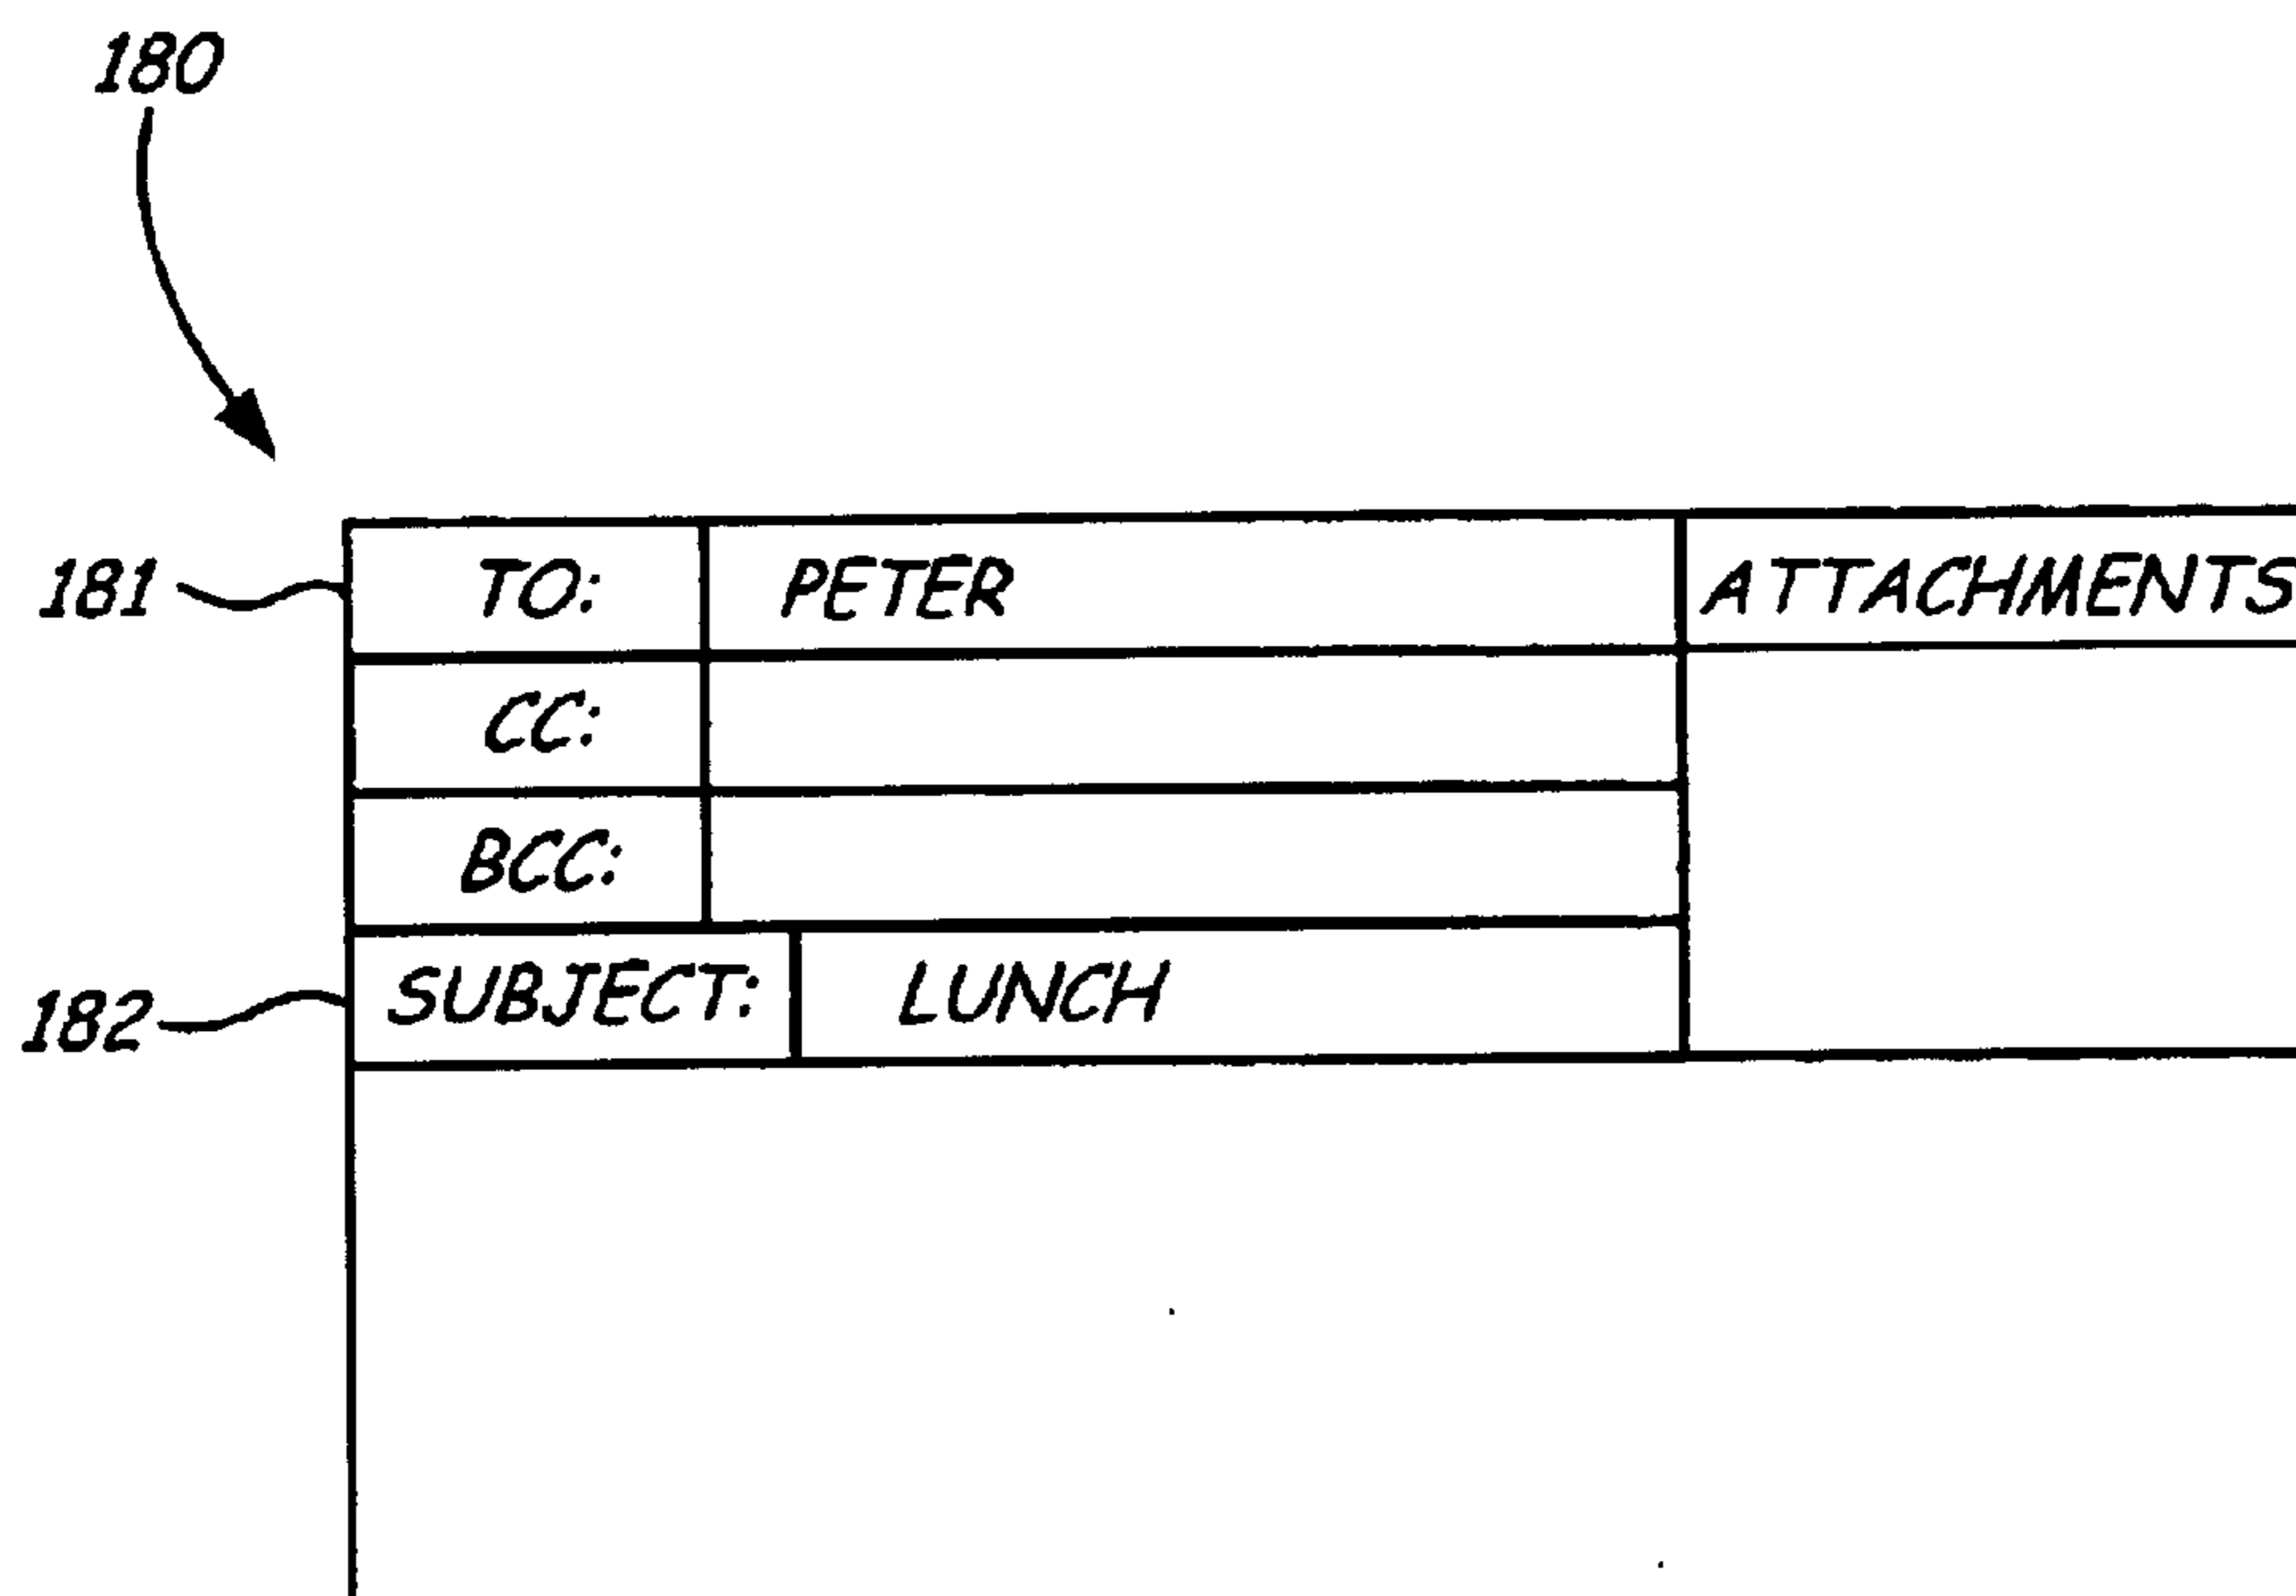 180
181 TO: PETER ATTACHMENTS
CC:
BCC:
182 SUBJECT: LUNCH